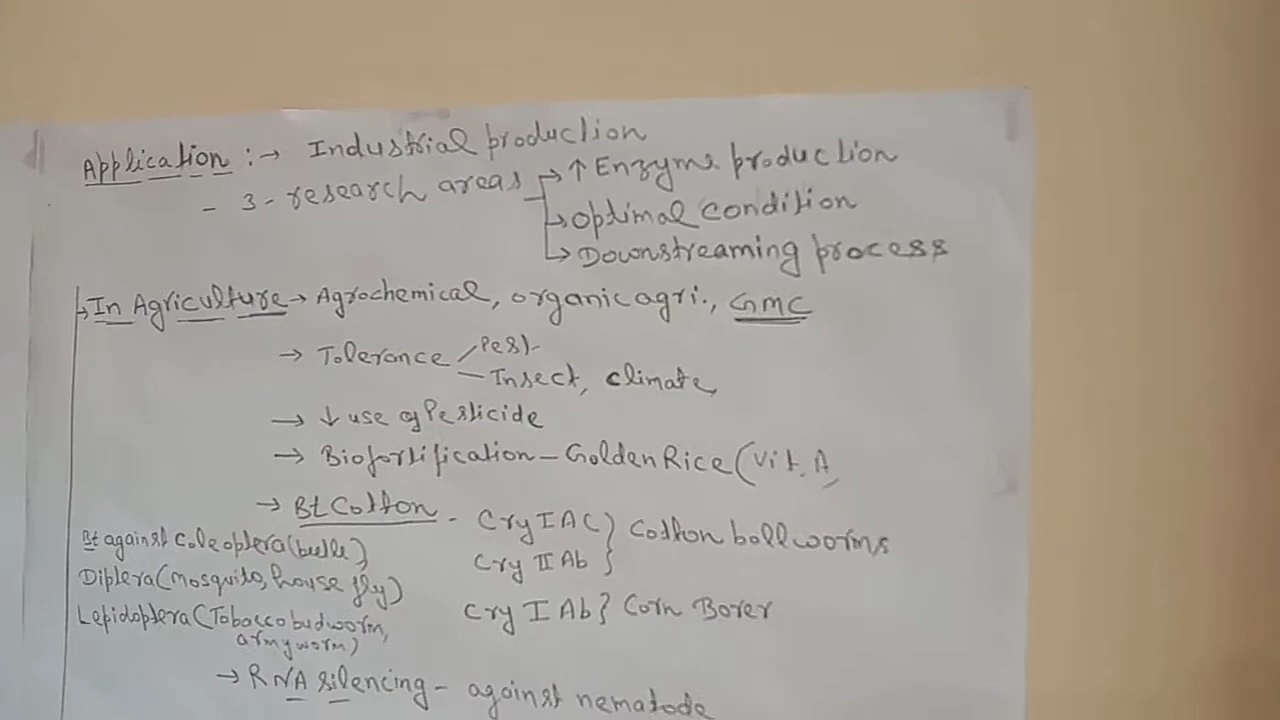 Application :→ Industrial production
- 3 - research areas → ↑ Enzyme production
→ Optimal Condition
→ Downstreaming process
→ In Agriculture → Agrochemical, organic agri., GMC
→ Tolerance Pest
Insect, climate,
→ ↓ use of Pesticide
→ Biofortification - Golden Rice (Vit. A,
→ Bt Cotton - Cry I AC } Cotton bollworms
Bt against Coleoptera (beetle)
Cry II Ab }
Diptera (Mosquito, house fly)
Cry I Ab } Corn Borer
Lepidoptera (Tobacco budworm,
armyworm)
→ RNA silencing - against nematode